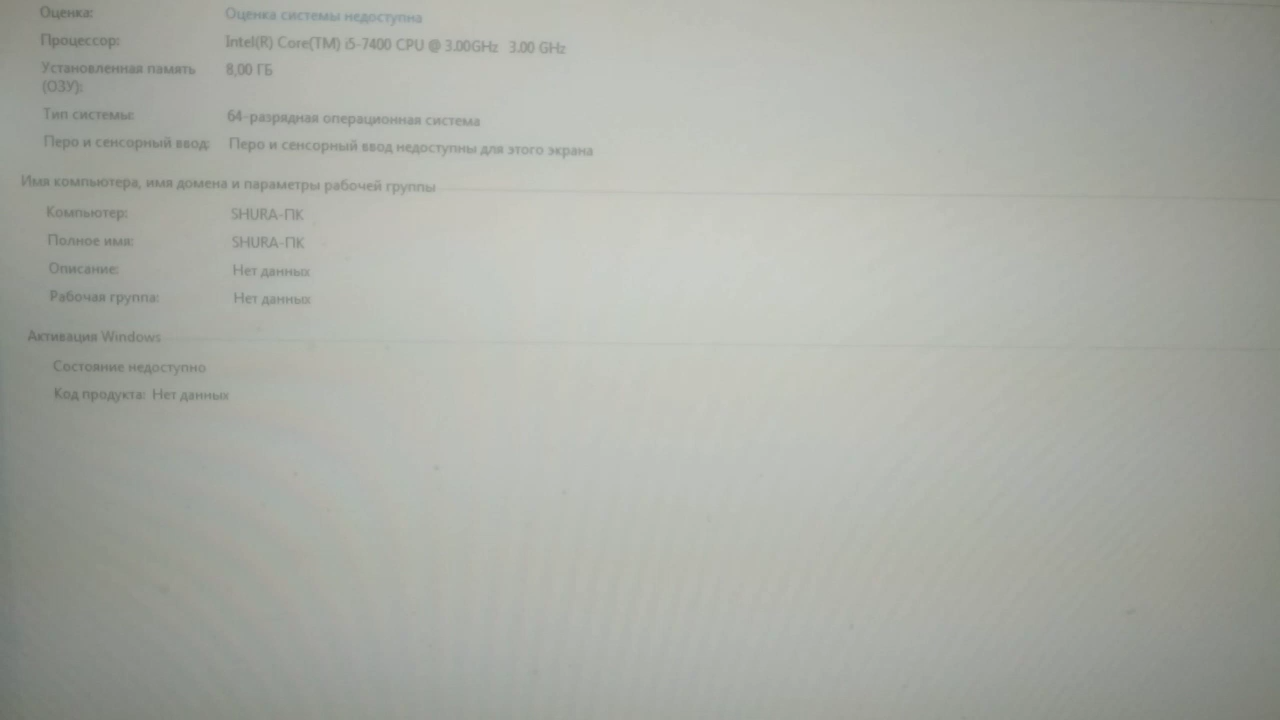 Оценка: Оценка системы недоступна
Процессор: Intel(R) Core(TM) i5-7400 CPU @ 3.00GHz 3.00 GHz
Установленная память 8,00 ГБ
(ОЗУ):
Тип системы: 64-разрядная операционная система
Перо и сенсорный ввод: Перо и сенсорный ввод недоступны для этого экрана
Имя компьютера, имя домена и параметры рабочей группы
Компьютер: SHURA-ПК
Полное имя: SHURA-ПК
Описание: Нет данных
Рабочая группа: Нет данных
Активация Windows
Состояние недоступно
Код продукта: Нет данных